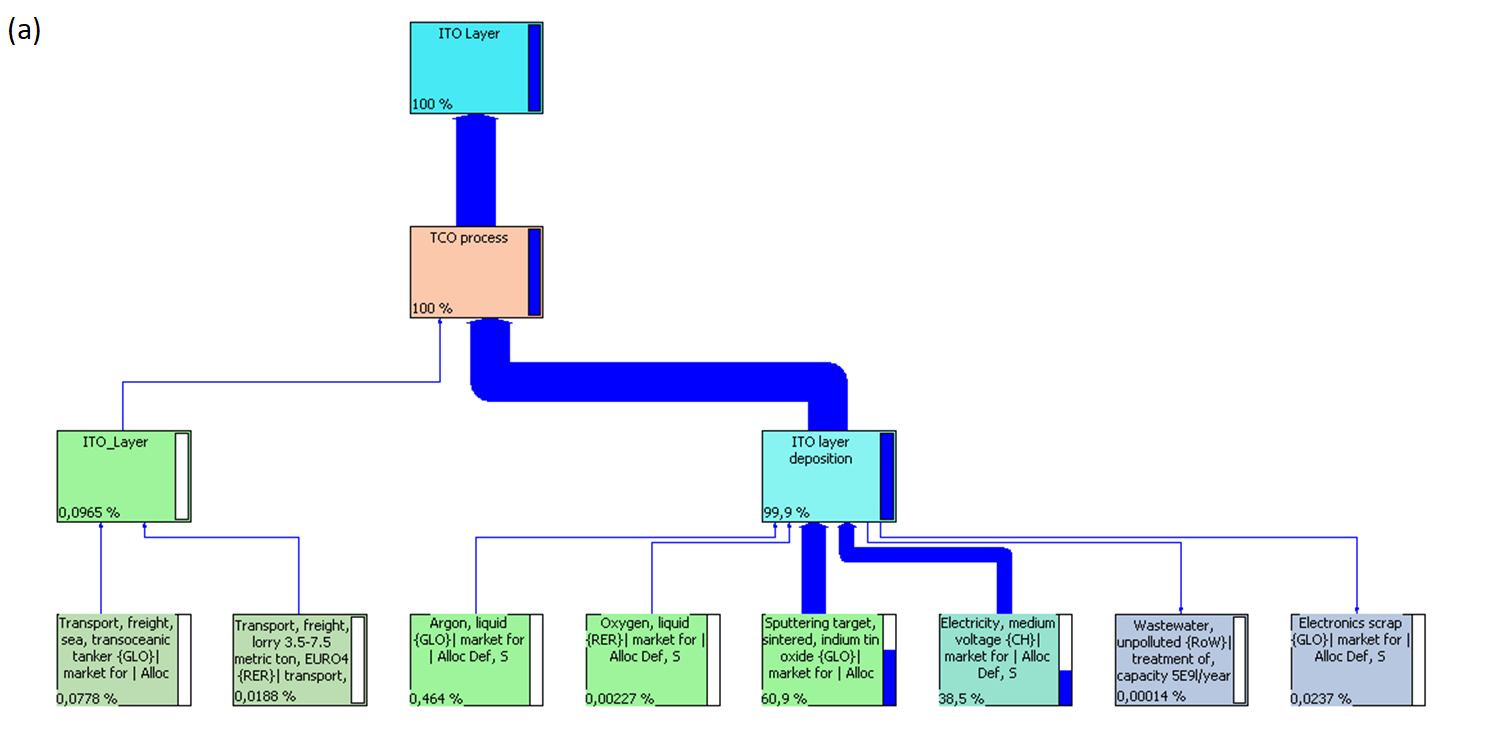 (a)
ITO Layer
100 %
TCO process
100 %
ITO_Layer
0,0965 %
ITO layer
deposition
99,9 %
Transport, freight,
sea, transoceanic
tanker {GLO}|
market for | Alloc
0,0778 %
Transport, freight,
lorry 3.5-7.5
metric ton, EURO4
{RER}| transport,
0,0188 %
Argon, liquid
{GLO}| market for
| Alloc Def, S
0,464 %
Oxygen, liquid
{RER}| market for |
Alloc Def, S
0,00227 %
Sputtering target,
sintered, indium tin
oxide {GLO}|
market for | Alloc
60,9 %
Electricity, medium
voltage {CH}|
market for | Alloc
Def, S
38,5 %
Wastewater,
unpolluted {RoW}|
treatment of,
capacity 5E9l/year
0,00014 %
Electronics scrap
{GLO}| market for |
Alloc Def, S
0,0237 %